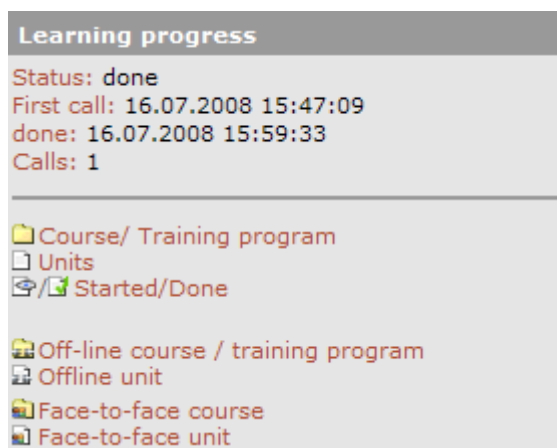 Learning progress
Status: done
First call: 16.07.2008 15:47:09
done: 16.07.2008 15:59:33
Calls: 1
Course/ Training program
Units
/ Started/Done
Off-line course / training program
Offline unit
Face-to-face course
Face-to-face unit